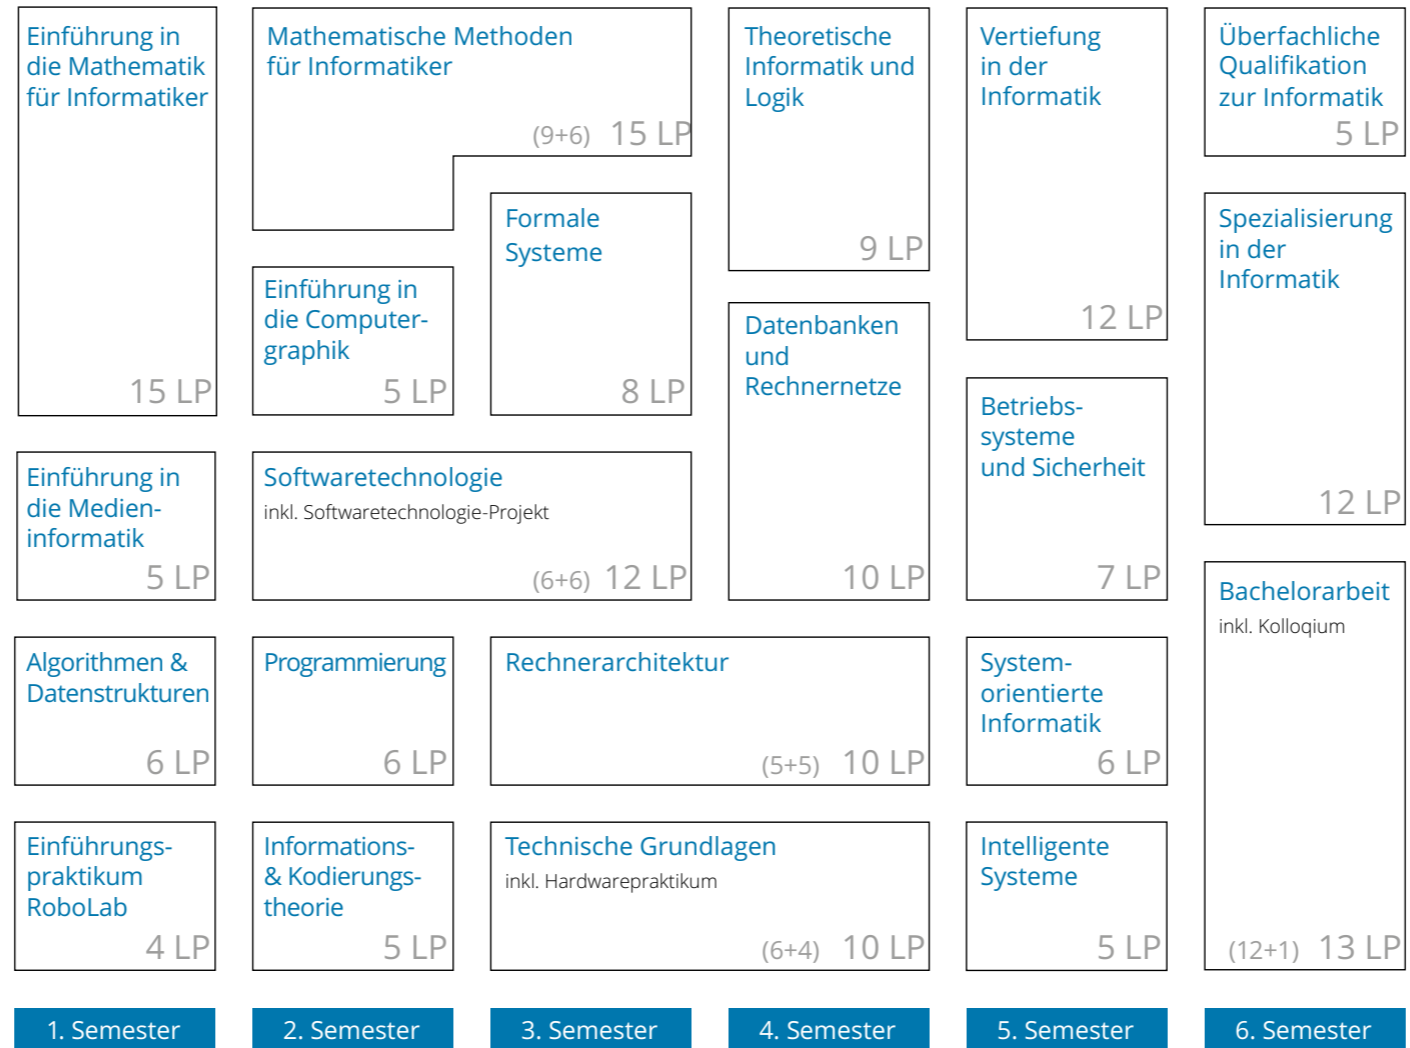 Einführung in
die Mathematik
für Informatiker
15 LP
Einführung in
die Medien-
informatik
5 LP
Algorithmen &
Datenstrukturen
6 LP
Einführungs-
praktikum
RoboLab
4 LP
1. Semester
Mathematische Methoden
für Informatiker
(9+6) 15 LP
Einführung in
die Computer-
graphik
5 LP
Softwaretechnologie
inkl. Softwaretechnologie-Projekt
(6+6) 12 LP
Programmierung
6 LP
Informations-
& Kodierungs-
theorie
5 LP
2. Semester
Formale
Systeme
8 LP
Rechnerarchitektur
(5+5) 10 LP
Technische Grundlagen
inkl. Hardwarepraktikum
(6+4) 10 LP
3. Semester
Theoretische
Informatik und
Logik
9 LP
Datenbanken
und
Rechnernetze
10 LP
4. Semester
Vertiefung
in der
Informatik
12 LP
Betriebs-
systeme
und Sicherheit
7 LP
System-
orientierte
Informatik
6 LP
Intelligente
Systeme
5 LP
5. Semester
Überfachliche
Qualifikation
zur Informatik
5 LP
Spezialisierung
in der
Informatik
12 LP
Bachelorarbeit
inkl. Kolloqium
(12+1) 13 LP
6. Semester